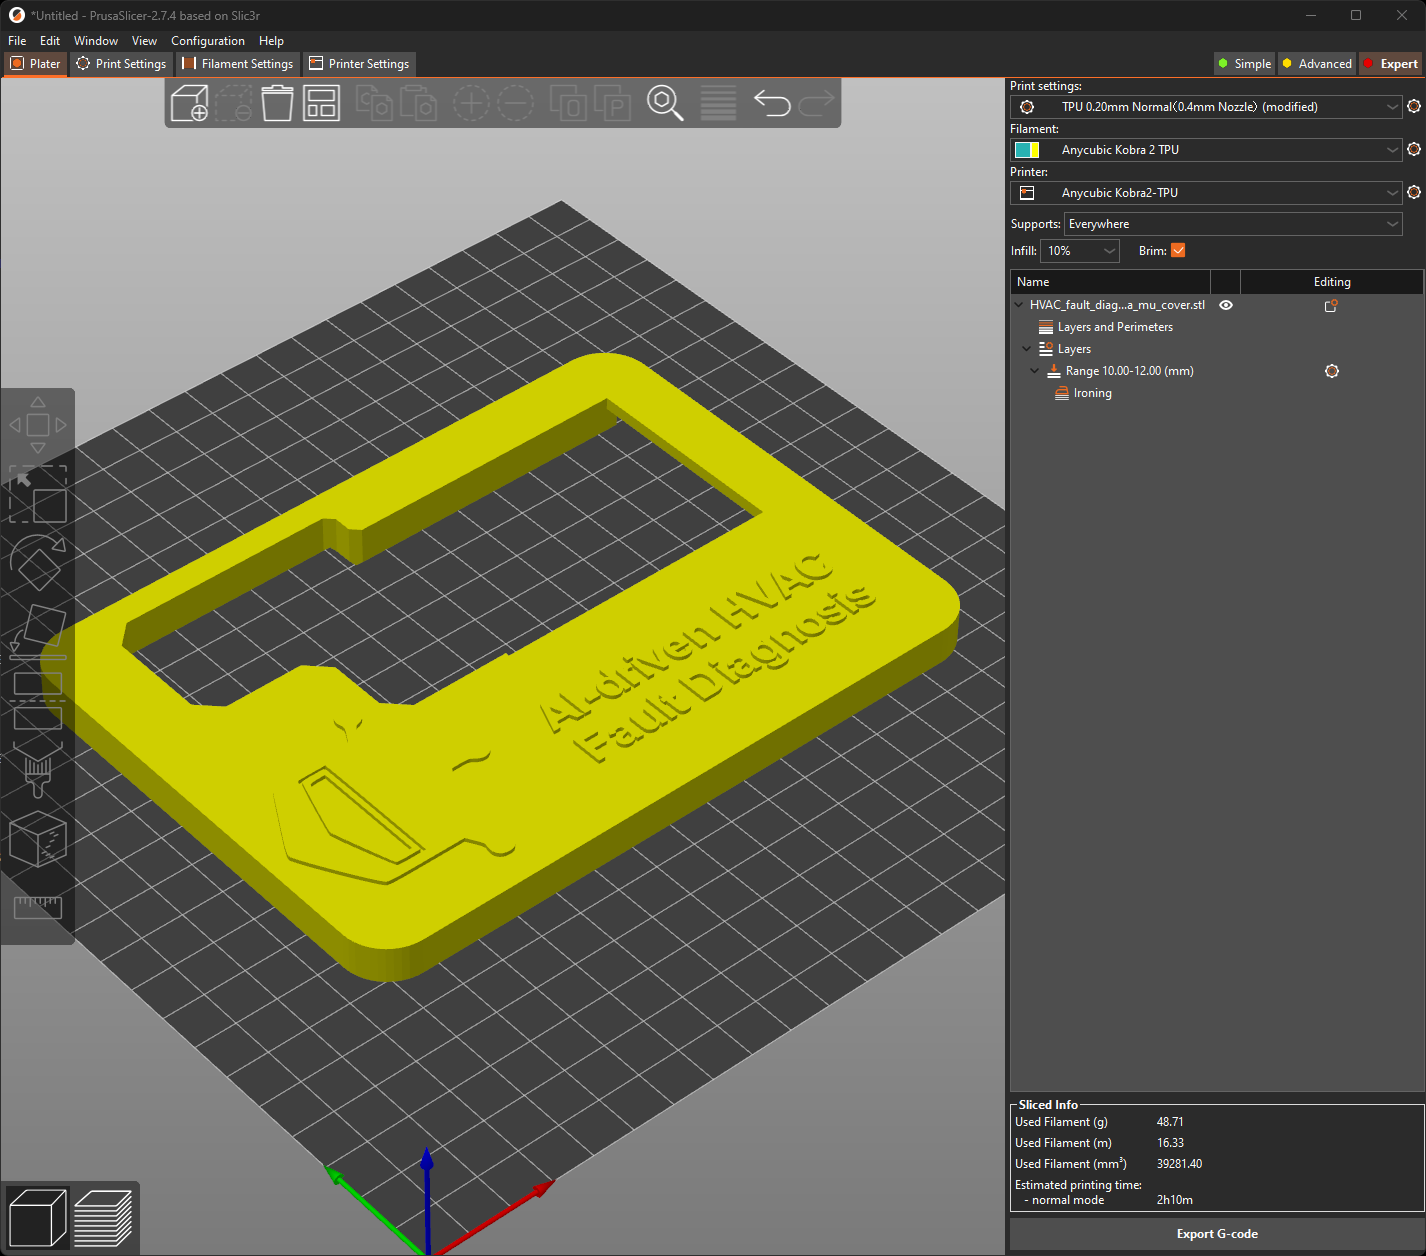 *Untitled - PrusaSlicer-2.7.4 based on Slic3r
File Edit Window View Configuration Help
Plater Print Settings Filament Settings Printer Settings
Simple Advanced Expert
Print settings:
TPU 0.20mm Normal(0.4mm Nozzle) (modified)
Filament:
Anycubic Kobra 2 TPU
Printer:
Anycubic Kobra2-TPU
Supports: Everywhere
Infill: 10% Brim:
Name Editing
HVAC_fault_diag...a_mu_cover.stl
Layers and Perimeters
Layers
Range 10.00-12.00 (mm)
Ironing
AI-driven HVAC
Fault Diagnosis
Sliced Info
Used Filament (g) 48.71
Used Filament (m) 16.33
Used Filament (mm³) 39281.40
Estimated printing time:
- normal mode 2h10m
Export G-code